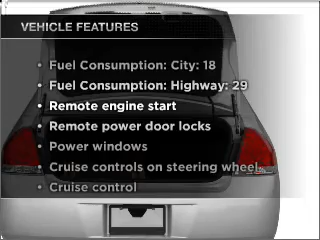 VEHICLE FEATURES
• Fuel Consumption: City: 18
• Fuel Consumption: Highway: 29
• Remote engine start
• Remote power door locks
• Power windows
• Cruise controls on steering wheel
• Cruise control